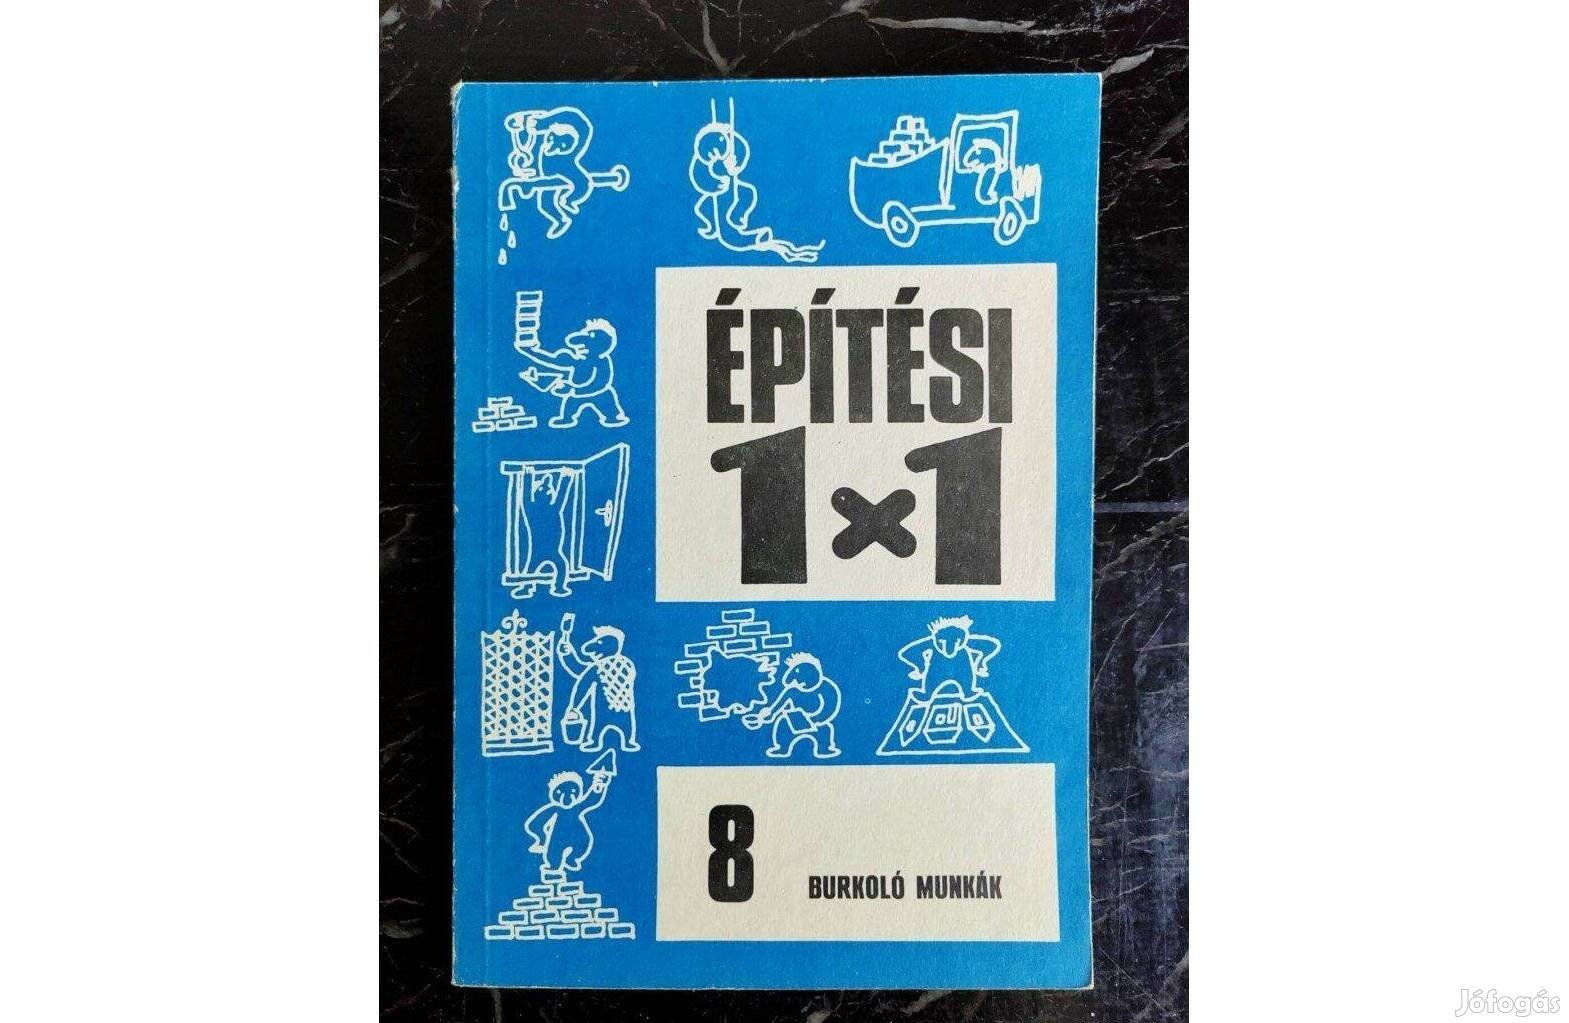 ÉPÍTÉSI
1×1
8
BURKOLÓ MUNKÁK
Jófogás